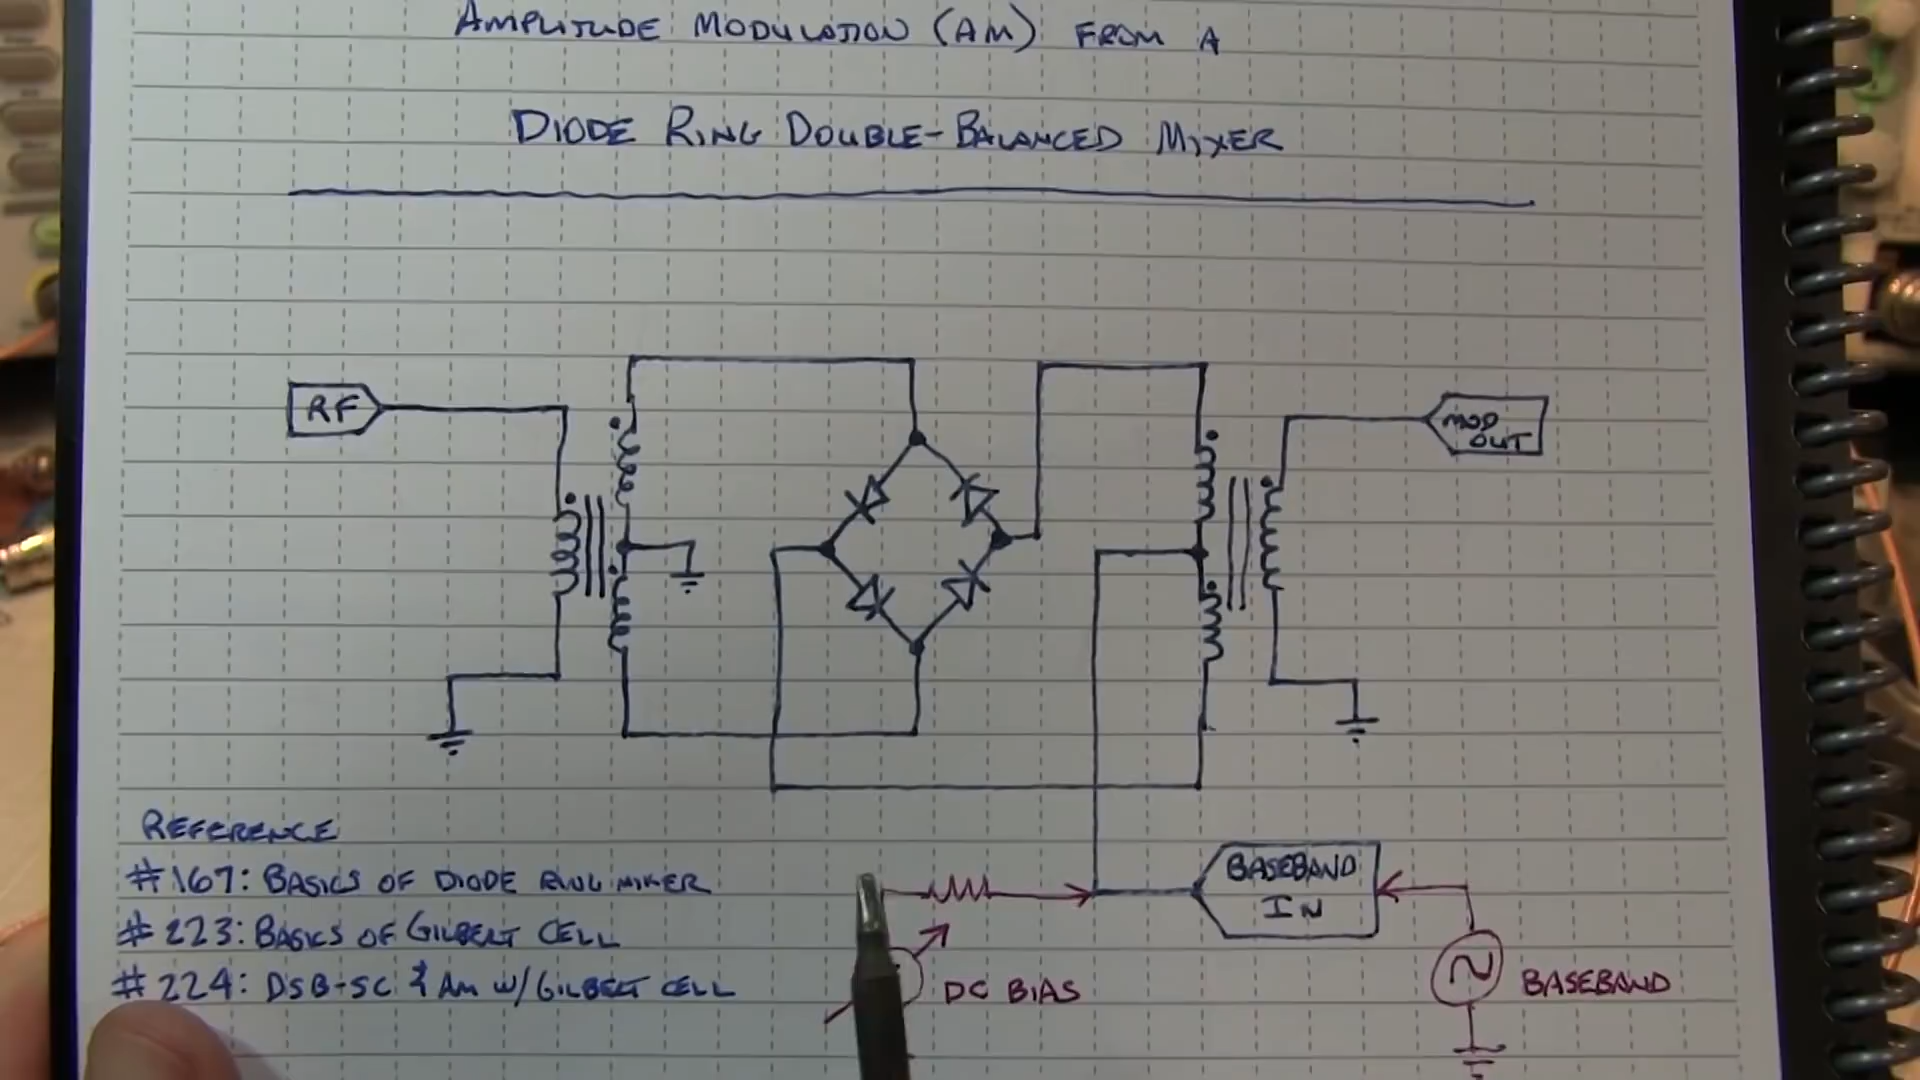 AMPLITUDE MODULATION (AM) FROM A
DIODE RING DOUBLE-BALANCED MIXER
RF
MOD OUT
REFERENCE
#167: BASICS OF DIODE RING MIXER
#223: BASICS OF GILBERT CELL
#224: DSB-SC & AM W/ GILBERT CELL
BASEBAND
IN
DC BIAS
BASEBAND